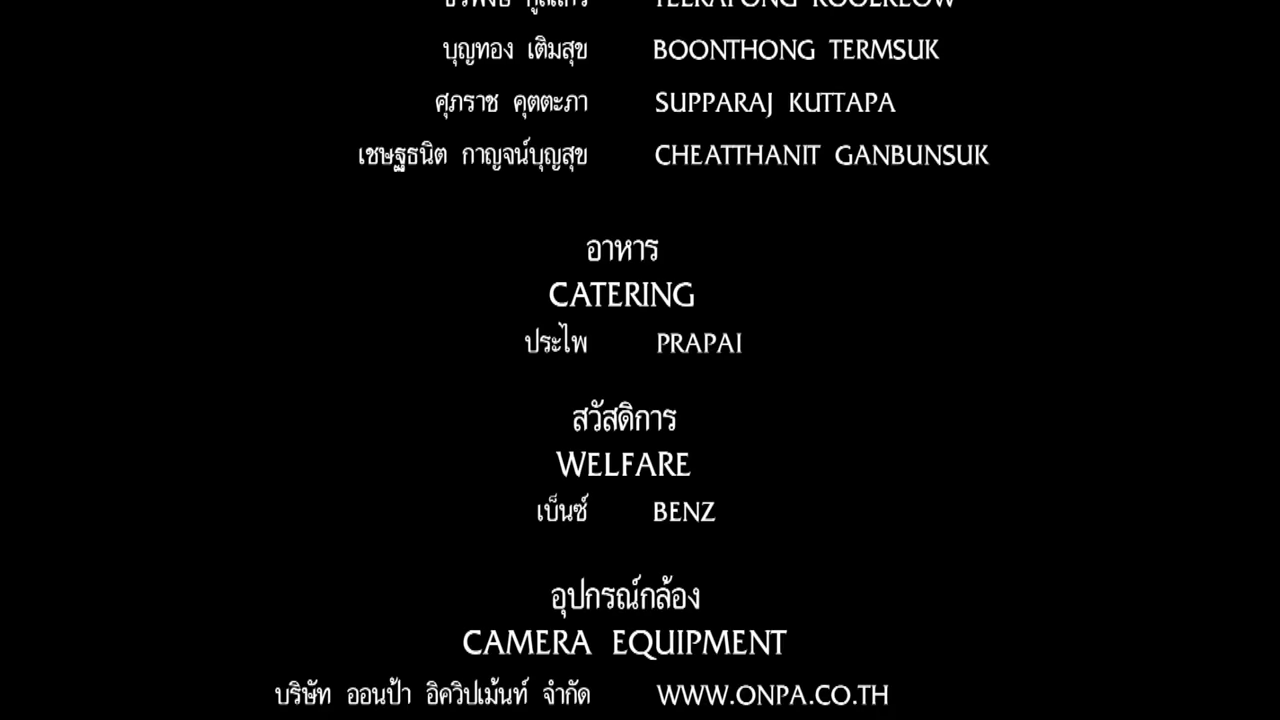 บุญทอง เติมสุข BOONTHONG TERMSUK
ศุภราช คุตตะภา SUPPARAJ KUTTAPA
เชษฐธนิต กาญจน์บุญสุข CHEATTHANIT GANBUNSUK
อาหาร
CATERING
ประไพ PRAPAI
สวัสดิการ
WELFARE
เบ็นซ์ BENZ
อุปกรณ์กล้อง
CAMERA EQUIPMENT
บริษัท ออนป้า อิควิปเม้นท์ จำกัด WWW.ONPA.CO.TH